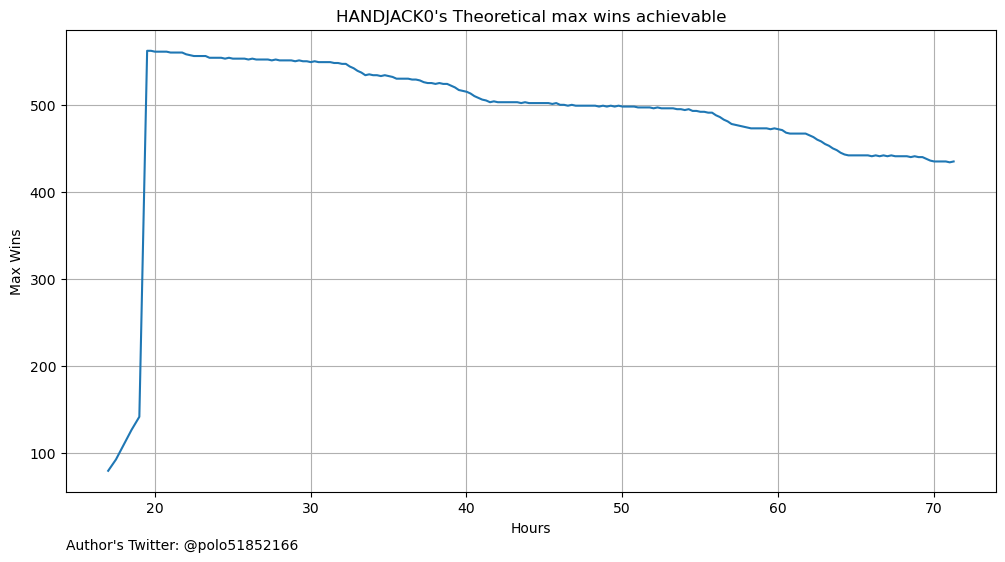 HANDJACK0's Theoretical max wins achievable
Max Wins
500
400
300
200
100
20 30 40 50 60 70
Hours
Author's Twitter: @polo51852166